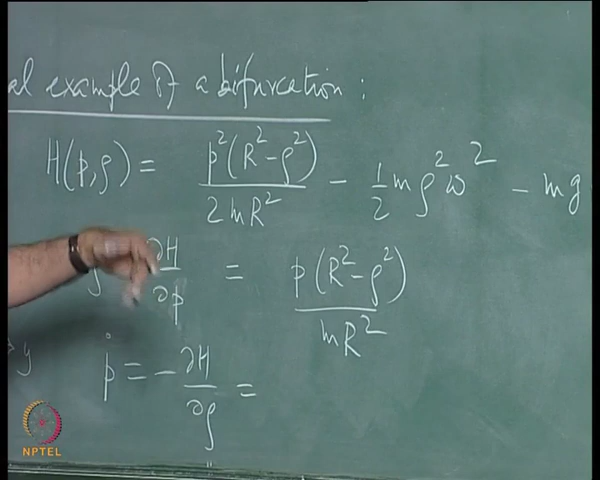 al example of a bifurcation :
H(p,ρ) = p²(R²-ρ²) / 2mR² - 1/2 mρ²ω² - mg
∂H/∂p = p(R²-ρ²) / mR²
y ṗ = -∂H/∂ρ =
NPTEL